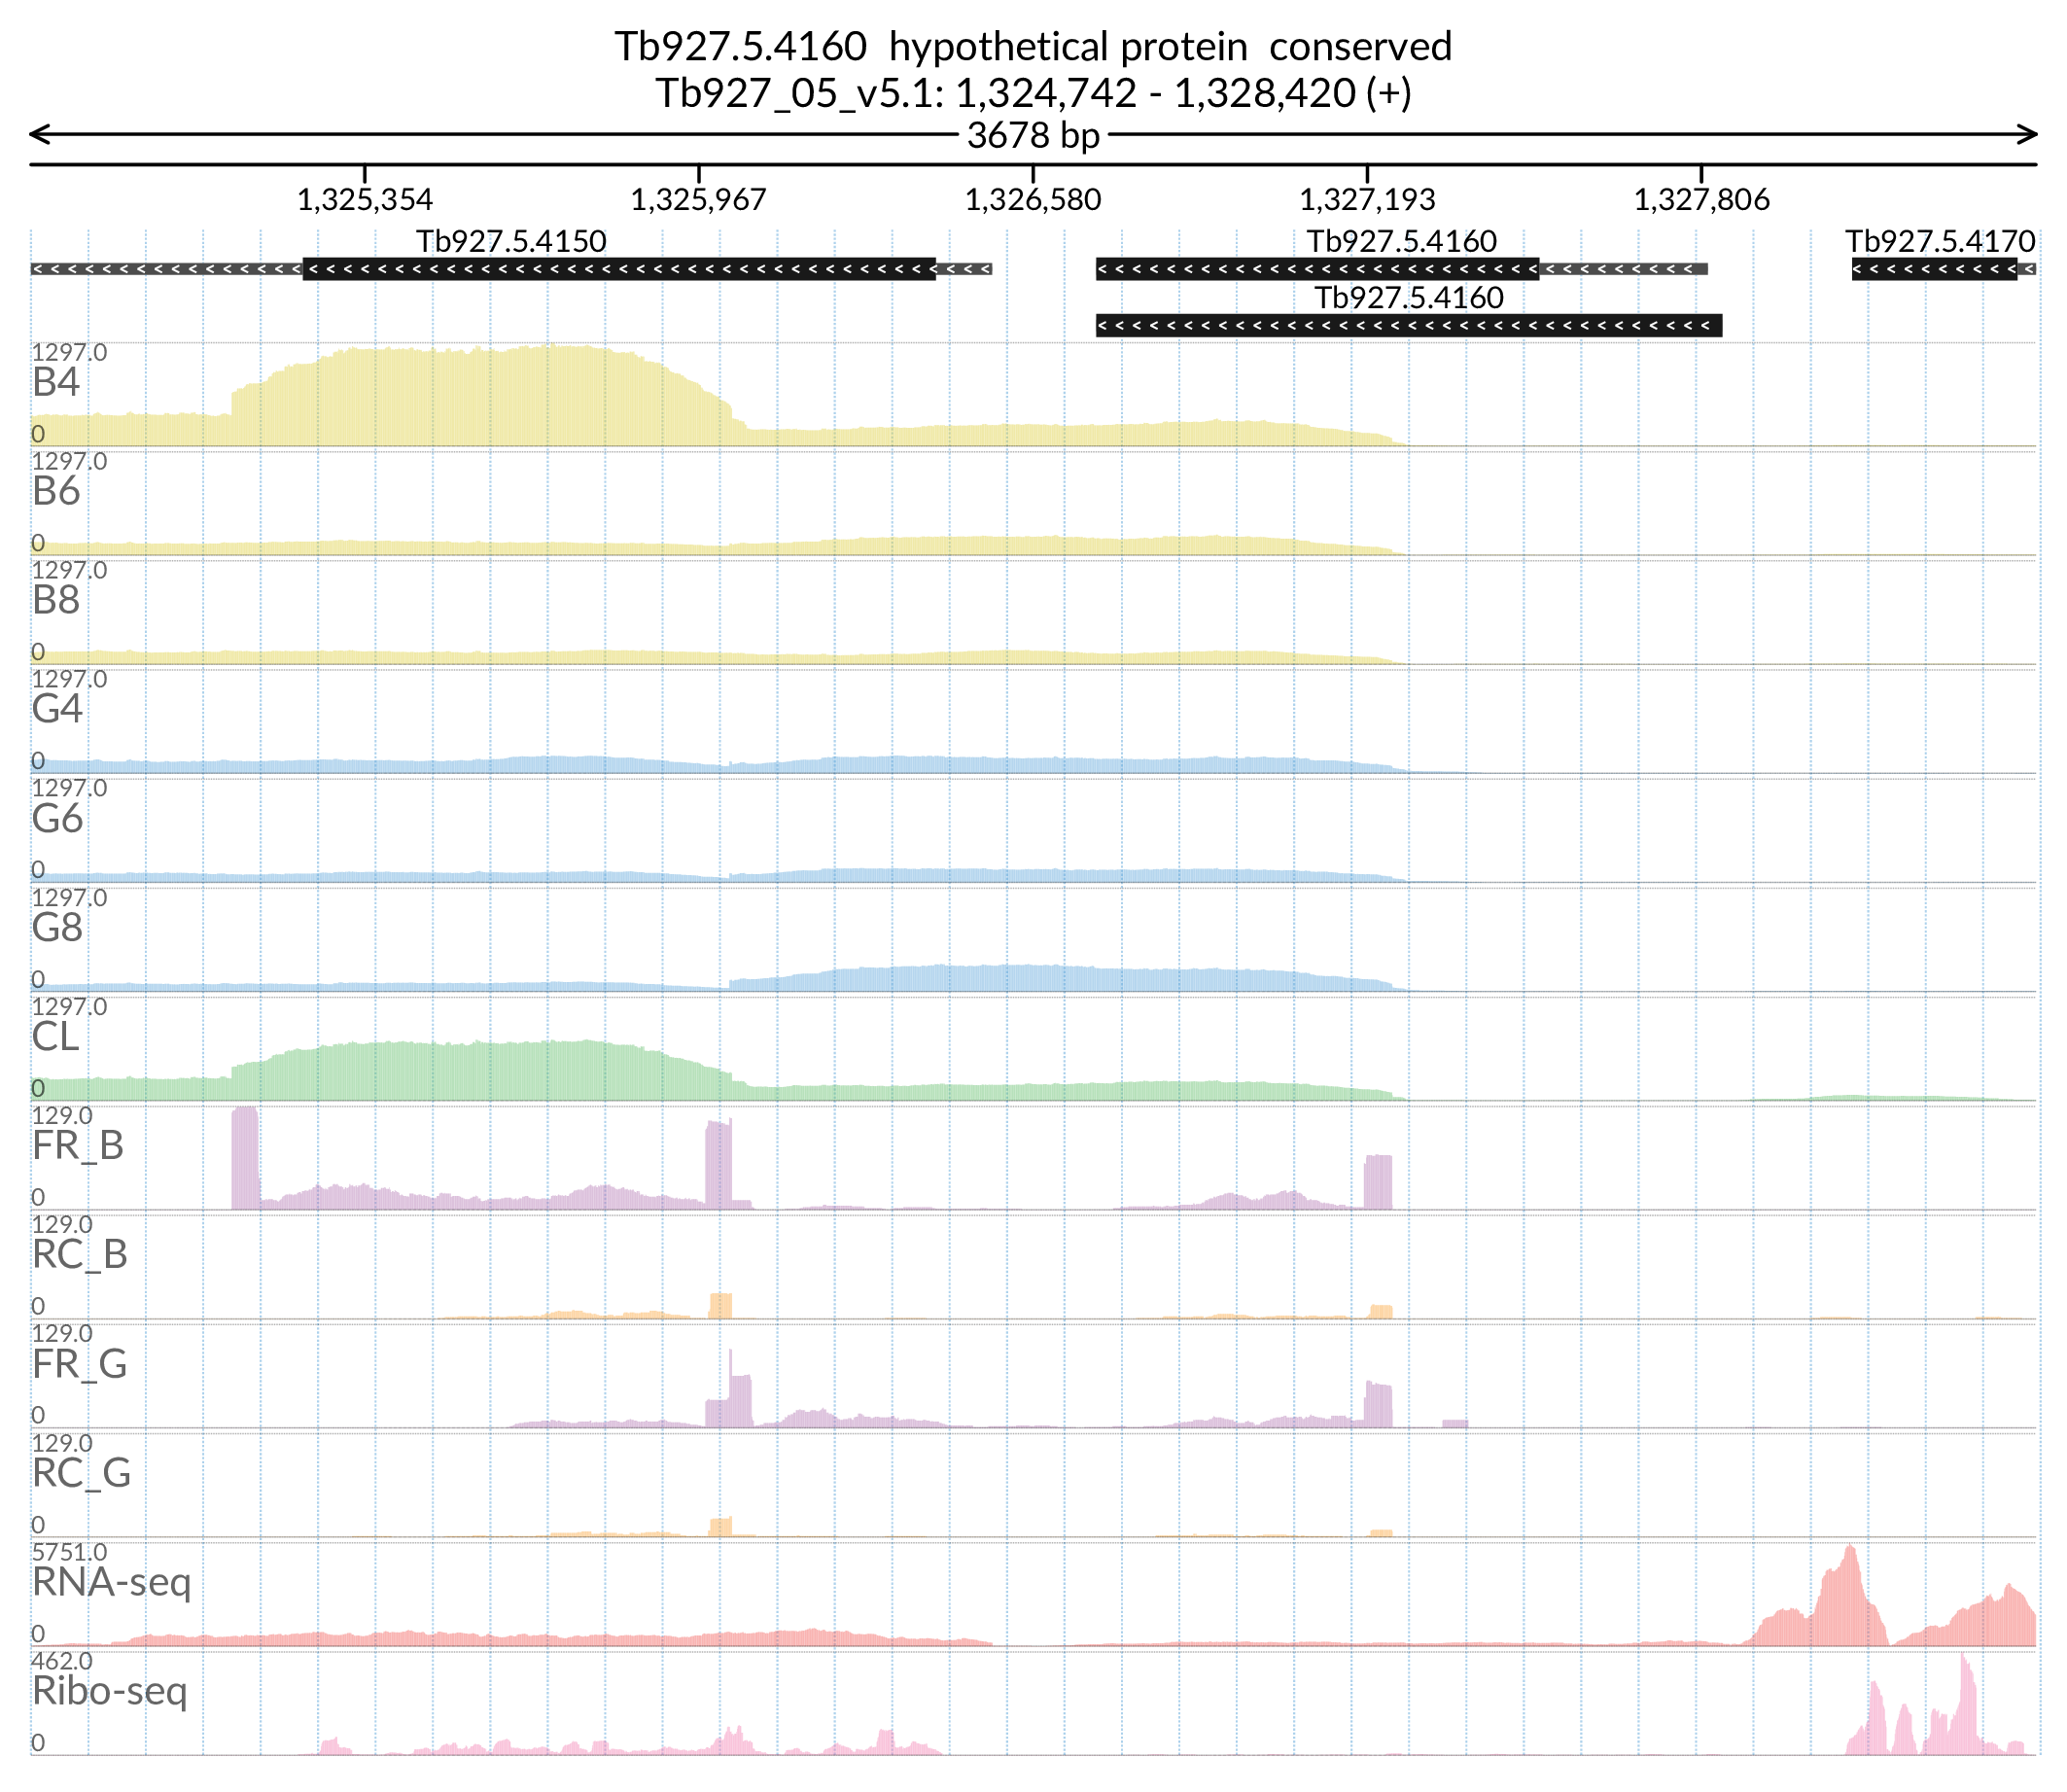 Tb927.5.4160  hypothetical protein  conserved
Tb927_05_v5.1: 1,324,742 - 1,328,420 (+)
3678 bp
1,325,354 1,325,967 1,326,580 1,327,193 1,327,806
Tb927.5.4150 Tb927.5.4160 Tb927.5.4170
Tb927.5.4160
1297.0
B4
0
1297.0
B6
0
1297.0
B8
0
1297.0
G4
0
1297.0
G6
0
1297.0
G8
0
1297.0
CL
0
129.0
FR_B
0
129.0
RC_B
0
129.0
FR_G
0
129.0
RC_G
0
5751.0
RNA-seq
0
462.0
Ribo-seq
0